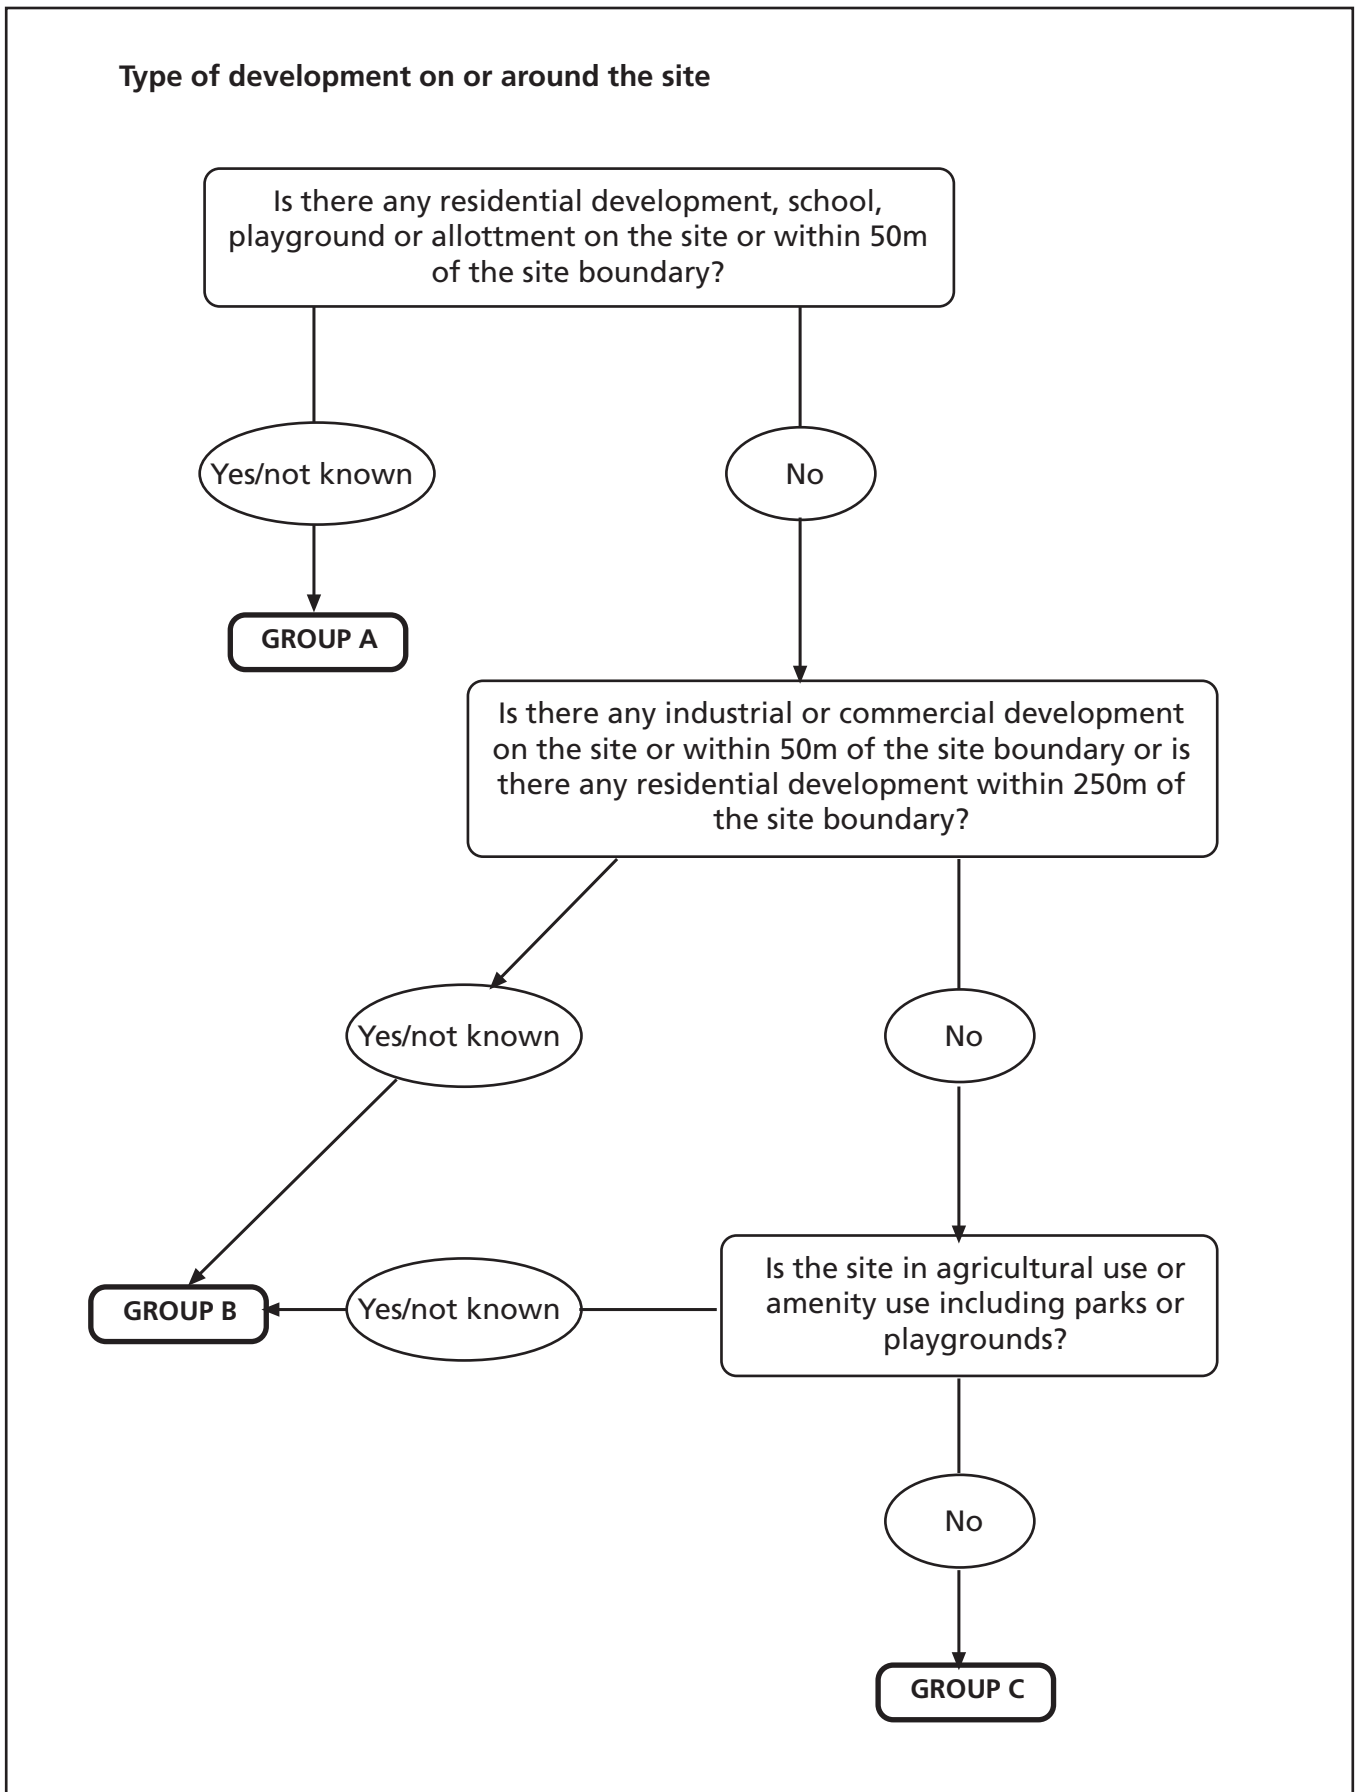 Type of development on or around the site
Is there any residential development, school,
playground or allottment on the site or within 50m
of the site boundary?
Yes/not known
No
GROUP A
Is there any industrial or commercial development
on the site or within 50m of the site boundary or is
there any residential development within 250m of
the site boundary?
Yes/not known
No
Is the site in agricultural use or
amenity use including parks or
playgrounds?
Yes/not known
GROUP B
No
GROUP C